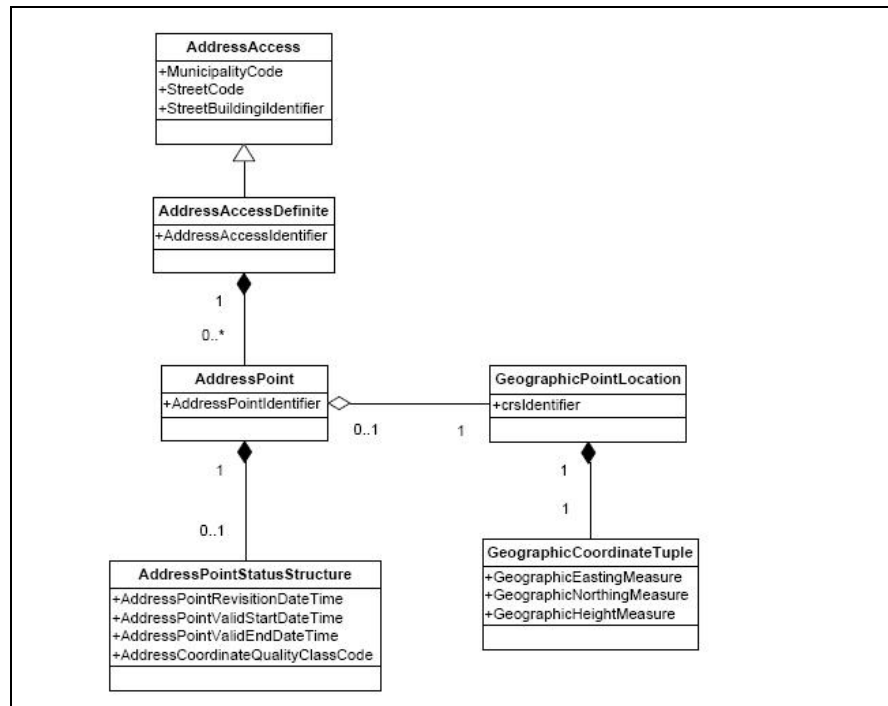 AddressAccess
+MunicipalityCode
+StreetCode
+StreetBuildingIdentifier
AddressAccessDefinite
+AddressAccessIdentifier
1
0..*
AddressPoint
+AddressPointIdentifier
GeographicPointLocation
+crsIdentifier
0..1
1
1
1
0..1
1
AddressPointStatusStructure
+AddressPointRevisitionDateTime
+AddressPointValidStartDateTime
+AddressPointValidEndDateTime
+AddressCoordinateQualityClassCode
GeographicCoordinateTuple
+GeographicEastingMeasure
+GeographicNorthingMeasure
+GeographicHeightMeasure